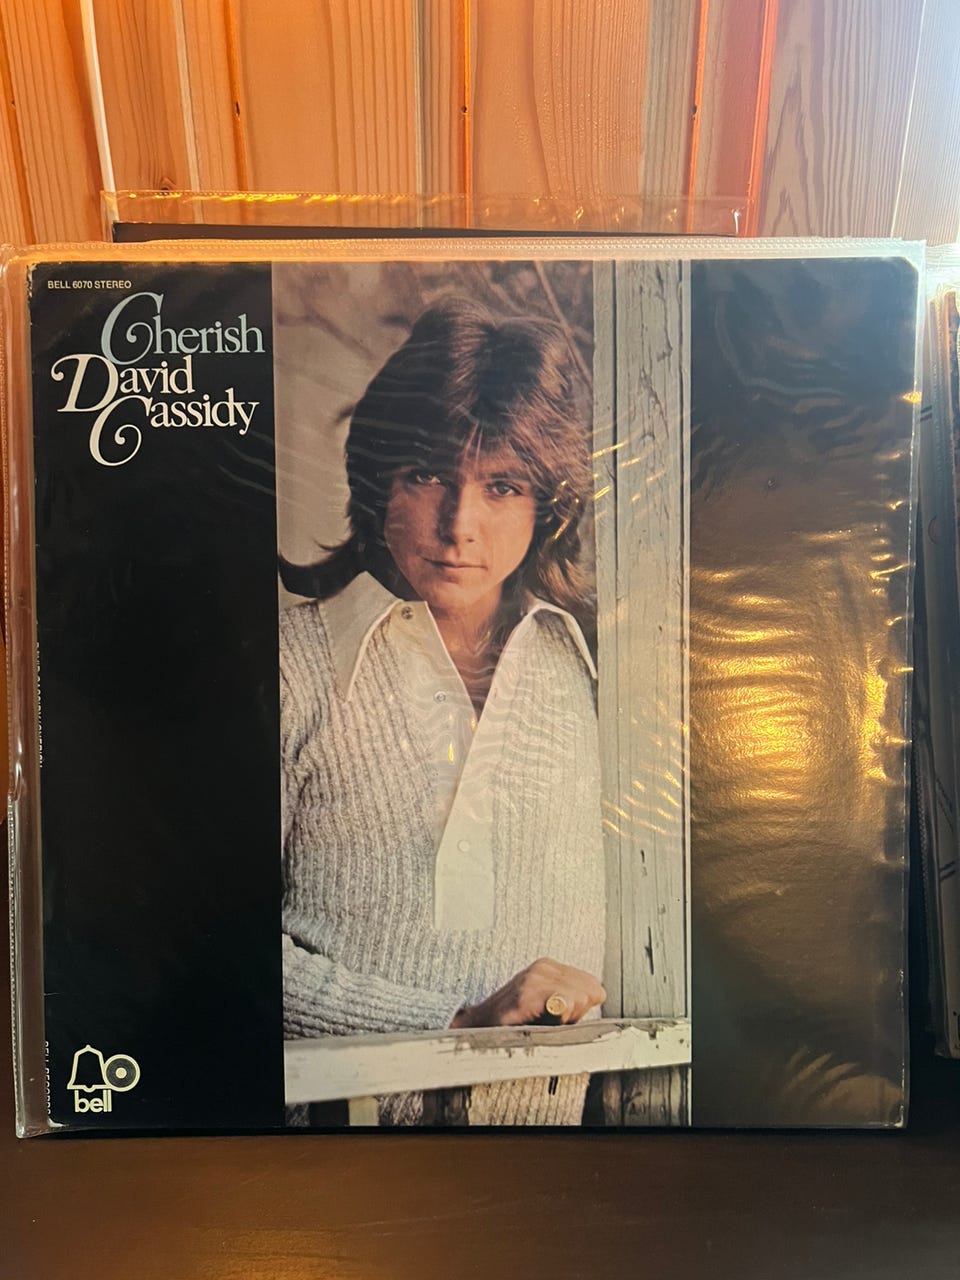 BELL 6070 STEREO
Cherish
David
Cassidy
bell